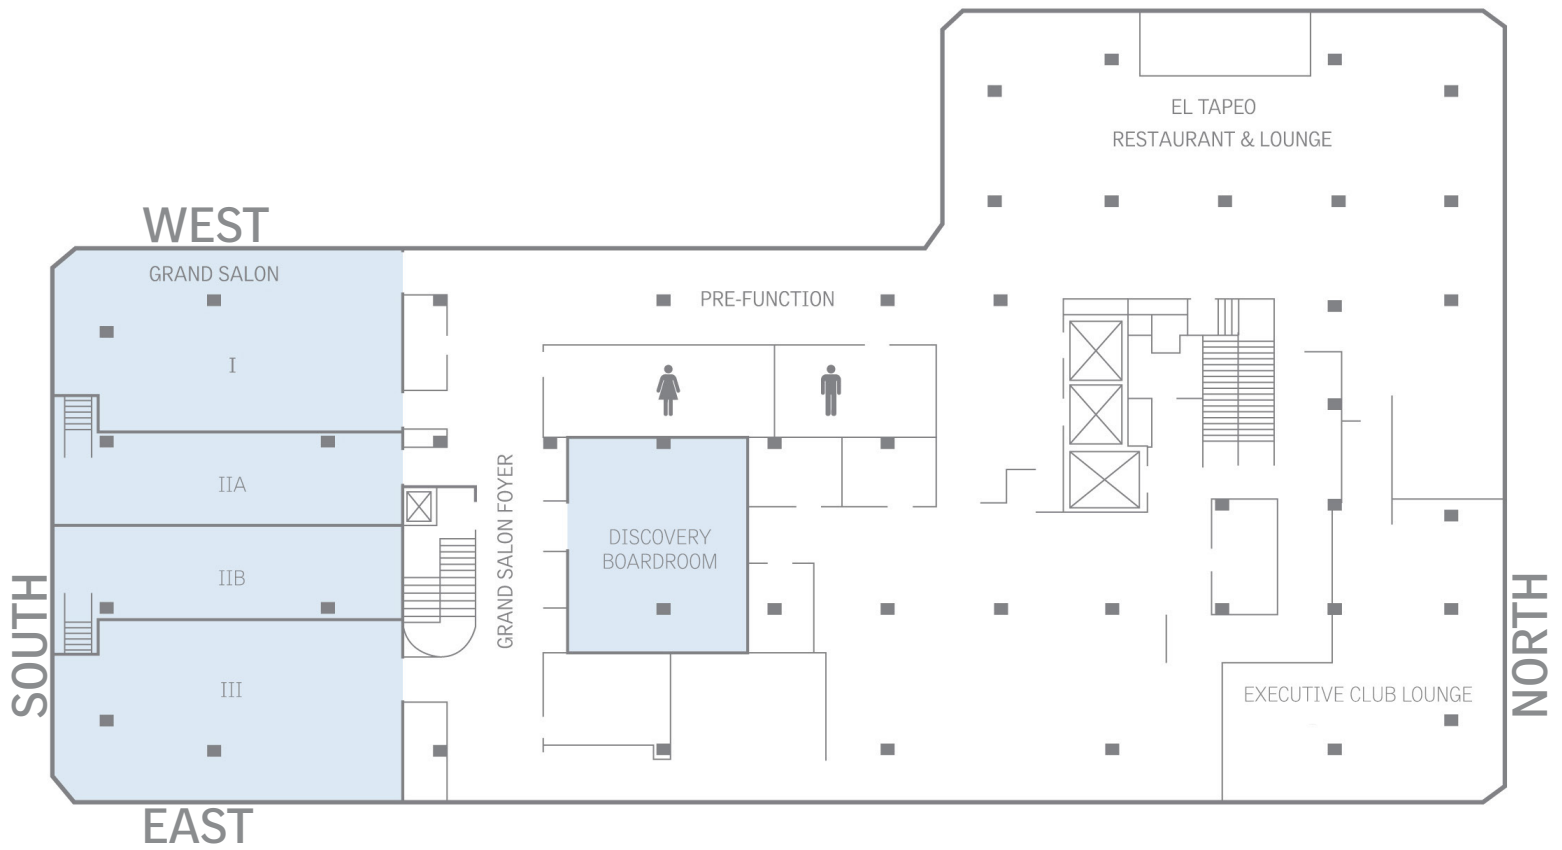 EL TAPEO
RESTAURANT & LOUNGE
WEST
GRAND SALON
PRE-FUNCTION
I
IIA
GRAND SALON FOYER
DISCOVERY
BOARDROOM
IIB
SOUTH
NORTH
III
EXECUTIVE CLUB LOUNGE
EAST